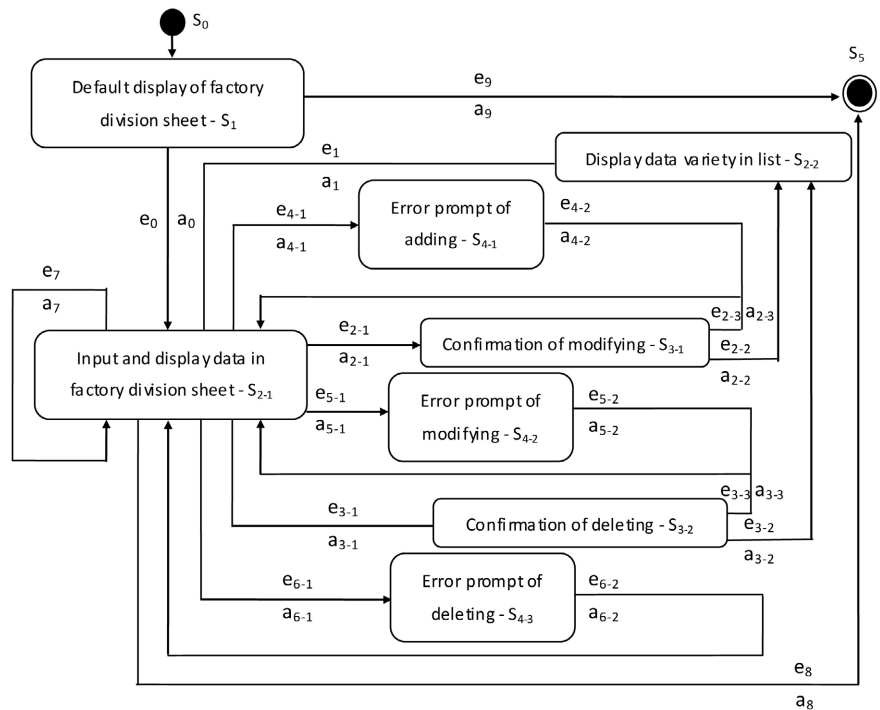 S0
S5
Default display of factory
division sheet - S1
e9
a9
e1
a1
Display data variety in list - S2-2
e0 a0
e4-1
a4-1
Error prompt of
adding - S4-1
e4-2
a4-2
e7
a7
e2-3 a2-3
Input and display data in
factory division sheet - S2-1
e2-1
a2-1
Confirmation of modifying - S3-1
e2-2
a2-2
e5-1
a5-1
Error prompt of
modifying - S4-2
e5-2
a5-2
e3-3 a3-3
e3-1
a3-1
Confirmation of deleting - S3-2
e3-2
a3-2
e6-1
a6-1
Error prompt of
deleting - S4-3
e6-2
a6-2
e8
a8